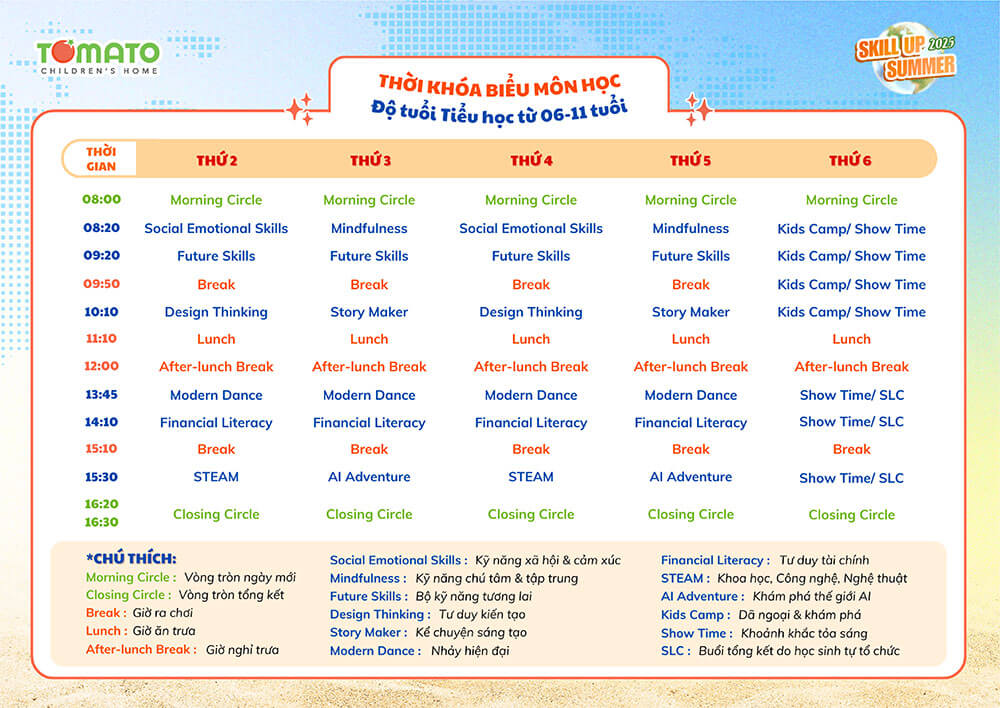 TOMATO
CHILDREN'S HOME
SKILL UP 2025
SUMMER
THỜI KHÓA BIỂU MÔN HỌC
Độ tuổi Tiểu học từ 06-11 tuổi
THỜI GIAN THỨ 2 THỨ 3 THỨ 4 THỨ 5 THỨ 6
08:00 Morning Circle Morning Circle Morning Circle Morning Circle Morning Circle
08:20 Social Emotional Skills Mindfulness Social Emotional Skills Mindfulness Kids Camp/ Show Time
09:20 Future Skills Future Skills Future Skills Future Skills Kids Camp/ Show Time
09:50 Break Break Break Break Kids Camp/ Show Time
10:10 Design Thinking Story Maker Design Thinking Story Maker Kids Camp/ Show Time
11:10 Lunch Lunch Lunch Lunch Lunch
12:00 After-lunch Break After-lunch Break After-lunch Break After-lunch Break After-lunch Break
13:45 Modern Dance Modern Dance Modern Dance Modern Dance Show Time/ SLC
14:10 Financial Literacy Financial Literacy Financial Literacy Financial Literacy Show Time/ SLC
15:10 Break Break Break Break Break
15:30 STEAM AI Adventure STEAM AI Adventure Show Time/ SLC
16:20
16:30 Closing Circle Closing Circle Closing Circle Closing Circle Closing Circle
*CHÚ THÍCH:
Morning Circle : Vòng tròn ngày mới
Closing Circle : Vòng tròn tổng kết
Break : Giờ ra chơi
Lunch : Giờ ăn trưa
After-lunch Break : Giờ nghỉ trưa
Social Emotional Skills : Kỹ năng xã hội & cảm xúc
Mindfulness : Kỹ năng chú tâm & tập trung
Future Skills : Bộ kỹ năng tương lai
Design Thinking : Tư duy kiến tạo
Story Maker : Kể chuyện sáng tạo
Modern Dance : Nhảy hiện đại
Financial Literacy : Tư duy tài chính
STEAM : Khoa học, Công nghệ, Nghệ thuật
AI Adventure : Khám phá thế giới AI
Kids Camp : Dã ngoại & khám phá
Show Time : Khoảnh khắc tỏa sáng
SLC : Buổi tổng kết do học sinh tự tổ chức